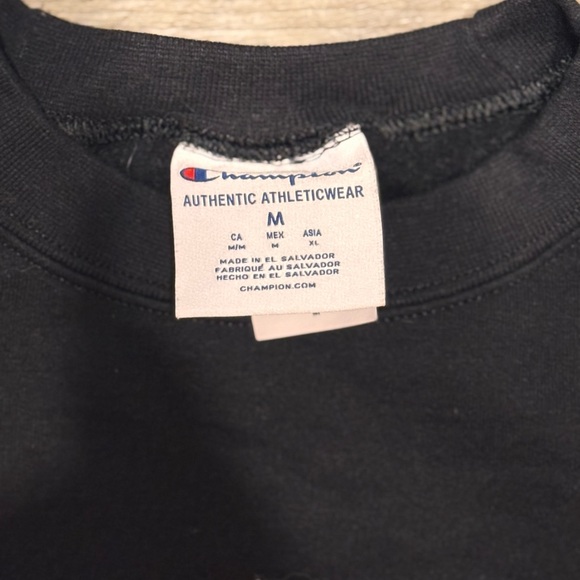 Champion
AUTHENTIC ATHLETICWEAR
M
CA MEX ASIA
M/M M XL
MADE IN EL SALVADOR
FABRIQUÉ AU SALVADOR
HECHO EN EL SALVADOR
CHAMPION.COM